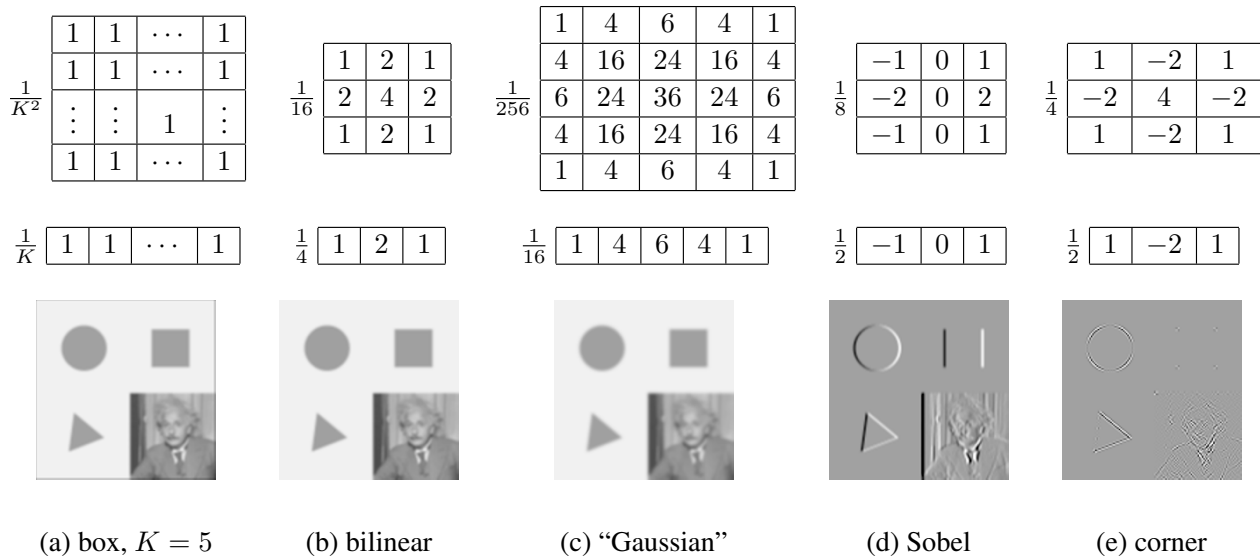 1/K² 1 1 ⋯ 1
1 1 ⋯ 1
⋮ ⋮ 1 ⋮
1 1 ⋯ 1
1/16 1 2 1
2 4 2
1 2 1
1/256 1 4 6 4 1
4 16 24 16 4
6 24 36 24 6
4 16 24 16 4
1 4 6 4 1
1/8 −1 0 1
−2 0 2
−1 0 1
1/4 1 −2 1
−2 4 −2
1 −2 1
1/K 1 1 ⋯ 1
1/4 1 2 1
1/16 1 4 6 4 1
1/2 −1 0 1
1/2 1 −2 1
(a) box, K = 5
(b) bilinear
(c) “Gaussian”
(d) Sobel
(e) corner